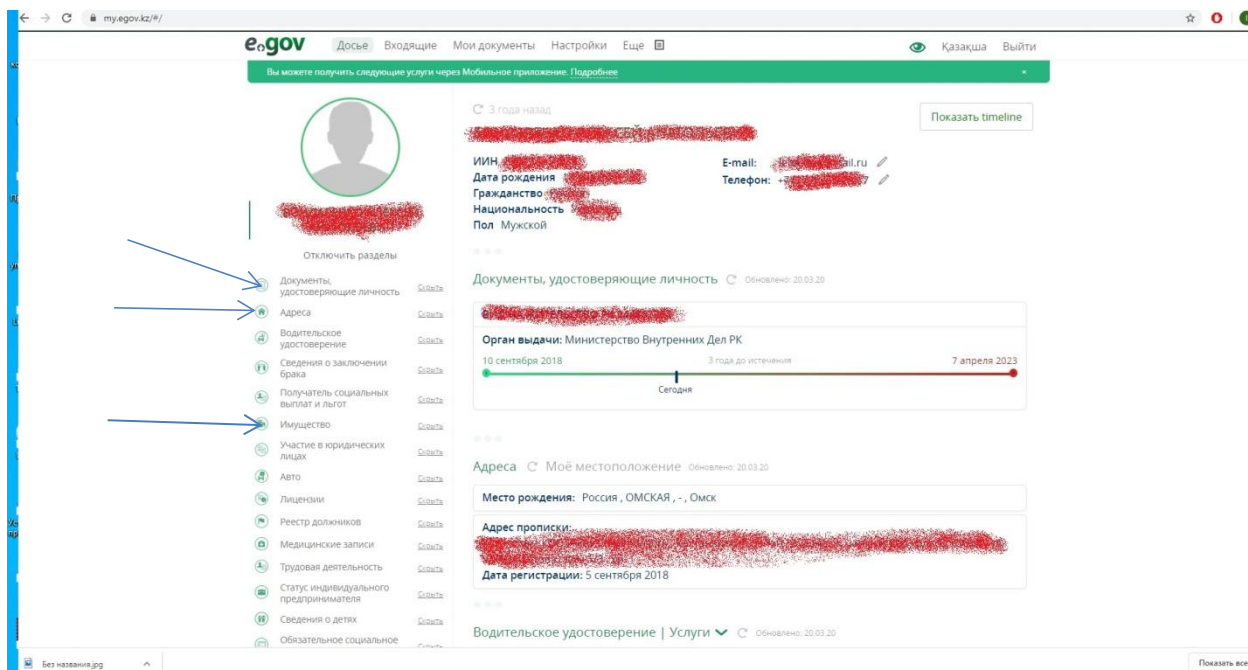 my.egov.kz/#/
egov Досье Входящие Мои документы Настройки Еще Қазақша Выйти
Вы можете получить следующие услуги через Мобильное приложение. Подробнее ×
3 года назад
Показать timeline
ИИН
E-mail: il.ru
Дата рождения
Телефон: +7 7
Гражданство
Национальность
Пол Мужской
Отключить разделы
Документы, удостоверяющие личность Скрыть
Адреса Скрыть
Водительское удостоверение Скрыть
Сведения о заключении брака Скрыть
Получатель социальных выплат и льгот Скрыть
Имущество Скрыть
Участие в юридических лицах Скрыть
Авто Скрыть
Лицензии Скрыть
Реестр должников Скрыть
Медицинские записи Скрыть
Трудовая деятельность Скрыть
Статус индивидуального предпринимателя Скрыть
Сведения о детях Скрыть
Обязательное социальное Скрыть
Документы, удостоверяющие личность Обновлено: 20.03.20
Орган выдачи: Министерство Внутренних Дел РК
10 сентября 2018 3 года до истечения 7 апреля 2023
Сегодня
Адреса Моё местоположение Обновлено: 20.03.20
Место рождения: Россия , ОМСКАЯ , - , Омск
Адрес прописки:
Дата регистрации: 5 сентября 2018
Водительское удостоверение | Услуги Обновлено: 20.03.20
Без названия.jpg
Показать все